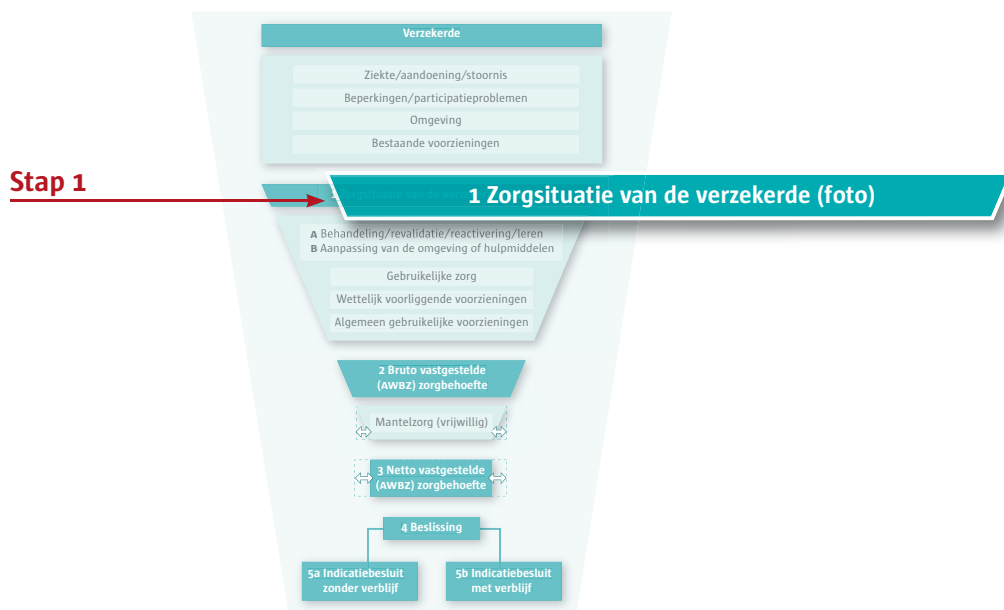 Verzekerde
Ziekte/aandoening/stoornis
Beperkingen/participatieproblemen
Omgeving
Bestaande voorzieningen
Stap 1
1 Zorgsituatie van de verzekerde (foto)
A Behandeling/revalidatie/reactivering/leren
B Aanpassing van de omgeving of hulpmiddelen
Gebruikelijke zorg
Wettelijk voorliggende voorzieningen
Algemeen gebruikelijke voorzieningen
2 Bruto vastgestelde
(AWBZ) zorgbehoefte
Mantelzorg (vrijwillig)
3 Netto vastgestelde
(AWBZ) zorgbehoefte
4 Beslissing
5a Indicatiebesluit
zonder verblijf
5b Indicatiebesluit
met verblijf